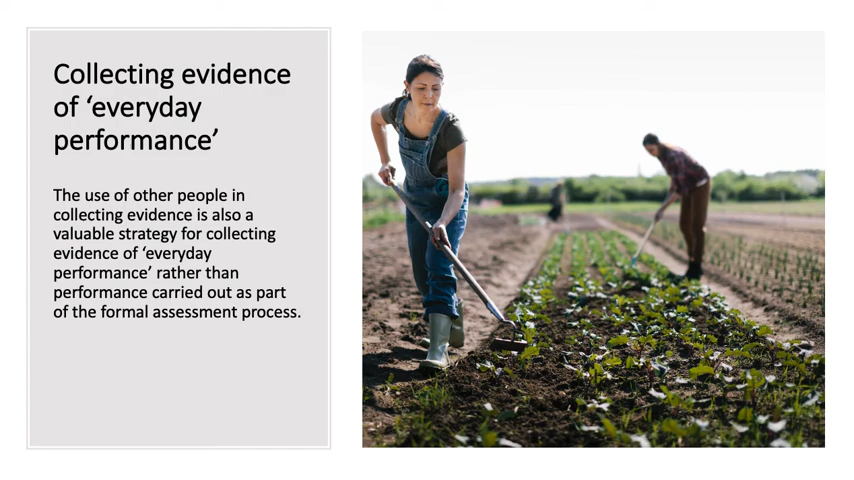 Collecting evidence
of ‘everyday
performance’
The use of other people in
collecting evidence is also a
valuable strategy for collecting
evidence of ‘everyday
performance’ rather than
performance carried out as part
of the formal assessment process.